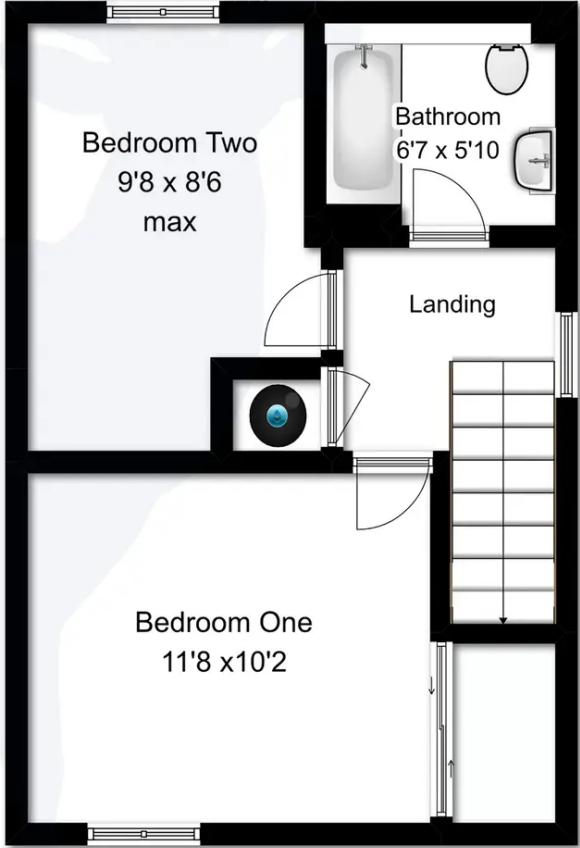 Bedroom Two
9'8 x 8'6
max
Bathroom
6'7 x 5'10
Landing
Bedroom One
11'8 x10'2